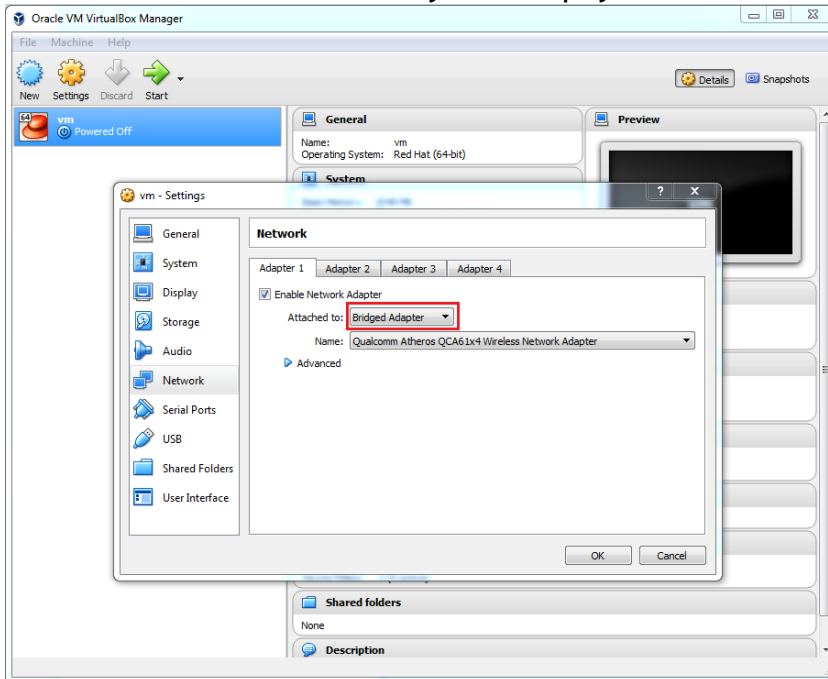 Oracle VM VirtualBox Manager
File Machine Help
New Settings Discard Start
Details Snapshots
64
vm
Powered Off
General
Name: vm
Operating System: Red Hat (64-bit)
System
Preview
vm - Settings
? X
General
System
Display
Storage
Audio
Network
Serial Ports
USB
Shared Folders
User Interface
Network
Adapter 1 Adapter 2 Adapter 3 Adapter 4
Enable Network Adapter
Attached to: Bridged Adapter
Name: Qualcomm Atheros QCA61x4 Wireless Network Adapter
Advanced
OK Cancel
Shared folders
None
Description